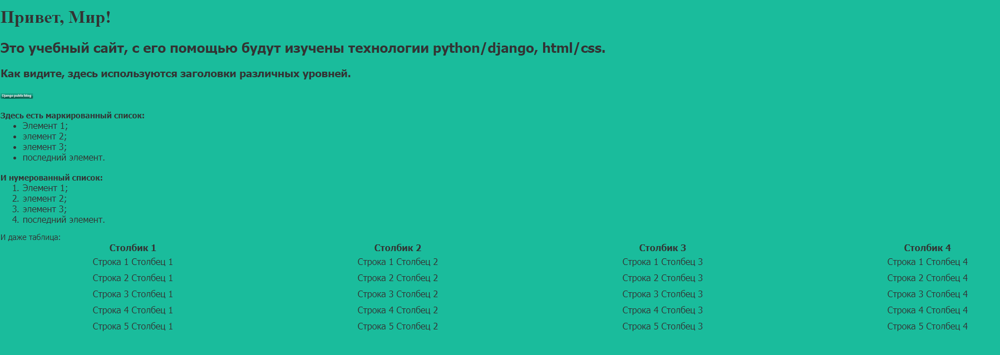 Привет, Мир!
Это учебный сайт, с его помощью будут изучены технологии python/django, html/css.
Как видите, здесь используются заголовки различных уровней.
Django public blog
Здесь есть маркированный список:
• Элемент 1;
• элемент 2;
• элемент 3;
• последний элемент.
И нумерованный список:
1. Элемент 1;
2. элемент 2;
3. элемент 3;
4. последний элемент.
И даже таблица:
Столбик 1 Столбик 2 Столбик 3 Столбик 4
Строка 1 Столбец 1 Строка 1 Столбец 2 Строка 1 Столбец 3 Строка 1 Столбец 4
Строка 2 Столбец 1 Строка 2 Столбец 2 Строка 2 Столбец 3 Строка 2 Столбец 4
Строка 3 Столбец 1 Строка 3 Столбец 2 Строка 3 Столбец 3 Строка 3 Столбец 4
Строка 4 Столбец 1 Строка 4 Столбец 2 Строка 4 Столбец 3 Строка 4 Столбец 4
Строка 5 Столбец 1 Строка 5 Столбец 2 Строка 5 Столбец 3 Строка 5 Столбец 4